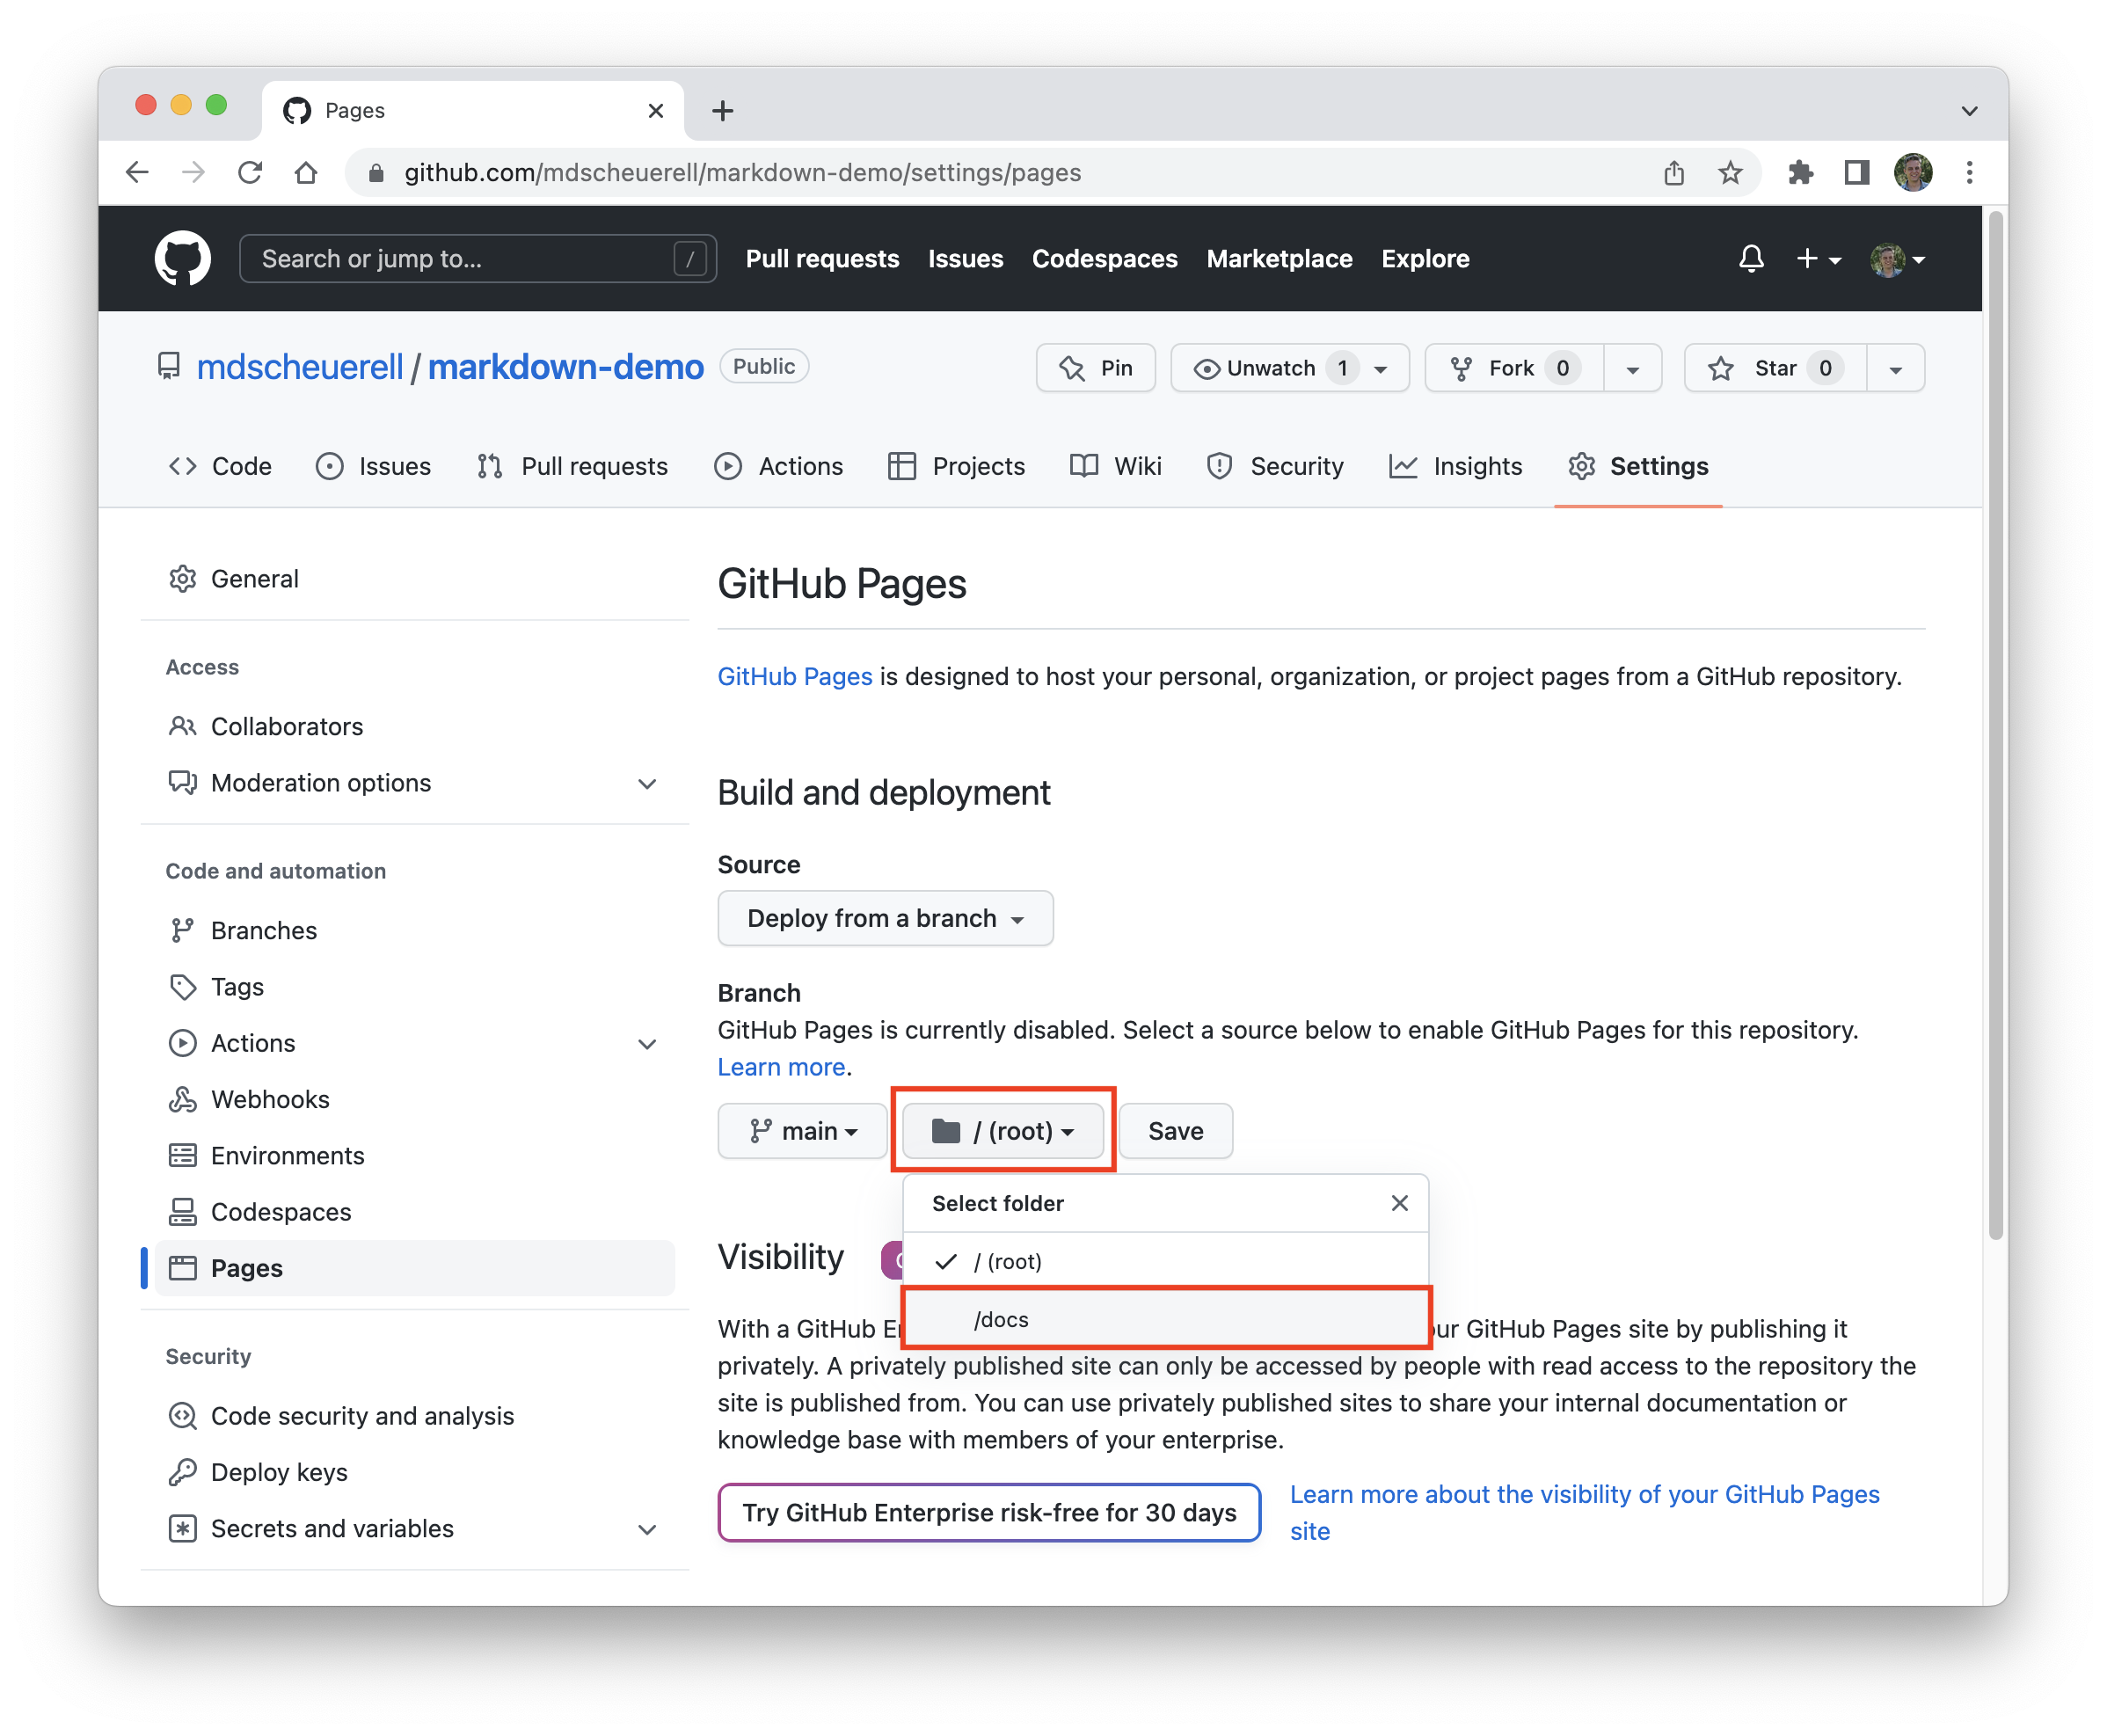 Pages
github.com/mdscheuerell/markdown-demo/settings/pages
Search or jump to... /
Pull requests Issues Codespaces Marketplace Explore
mdscheuerell / markdown-demo Public
Pin Unwatch 1 Fork 0 Star 0
Code Issues Pull requests Actions Projects Wiki Security Insights Settings
General
Access
Collaborators
Moderation options
Code and automation
Branches
Tags
Actions
Webhooks
Environments
Codespaces
Pages
Security
Code security and analysis
Deploy keys
Secrets and variables
GitHub Pages
GitHub Pages is designed to host your personal, organization, or project pages from a GitHub repository.
Build and deployment
Source
Deploy from a branch
Branch
GitHub Pages is currently disabled. Select a source below to enable GitHub Pages for this repository.
Learn more.
main / (root) Save
Select folder
/ (root)
/docs
Visibility
With a GitHub GitHub Pages site by publishing it
privately. A privately published site can only be accessed by people with read access to the repository the
site is published from. You can use privately published sites to share your internal documentation or
knowledge base with members of your enterprise.
Try GitHub Enterprise risk-free for 30 days
Learn more about the visibility of your GitHub Pages
site